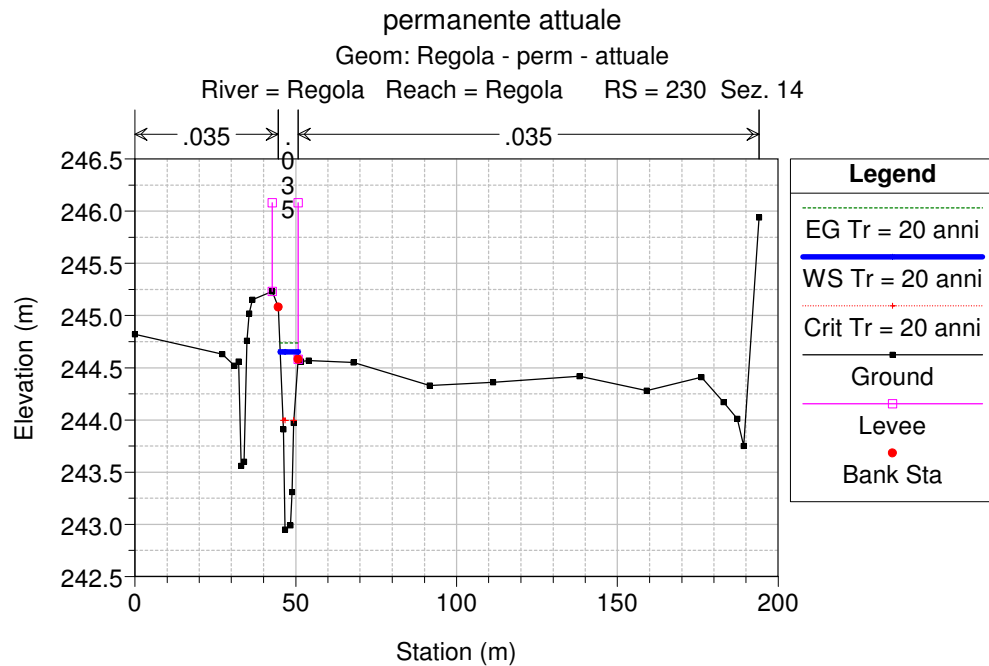 permanente attuale
Geom: Regola - perm - attuale
River = Regola Reach = Regola RS = 230 Sez. 14
.035 .035 .035
246.5
246.0
245.5
245.0
244.5
244.0
243.5
243.0
242.5
0 50 100 150 200
Station (m)
Elevation (m)
Legend
EG Tr = 20 anni
WS Tr = 20 anni
Crit Tr = 20 anni
Ground
Levee
Bank Sta